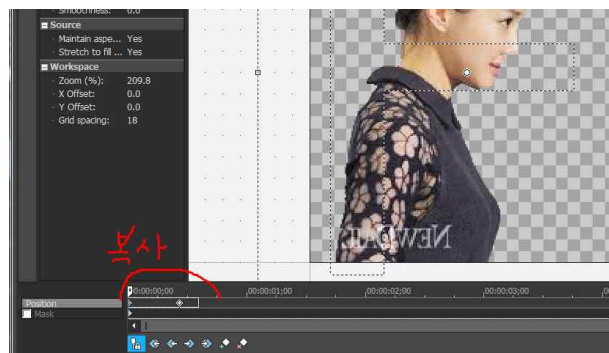 Smoothness: 0.0
Source
Maintain aspe... Yes
Stretch to fill ... Yes
Workspace
Zoom (%): 209.8
X Offset: 0.0
Y Offset: 0.0
Grid spacing: 18
복사
00:00:00;00 00:00:01;00 00:00:02;00 00:00:03;00
Position
Mask